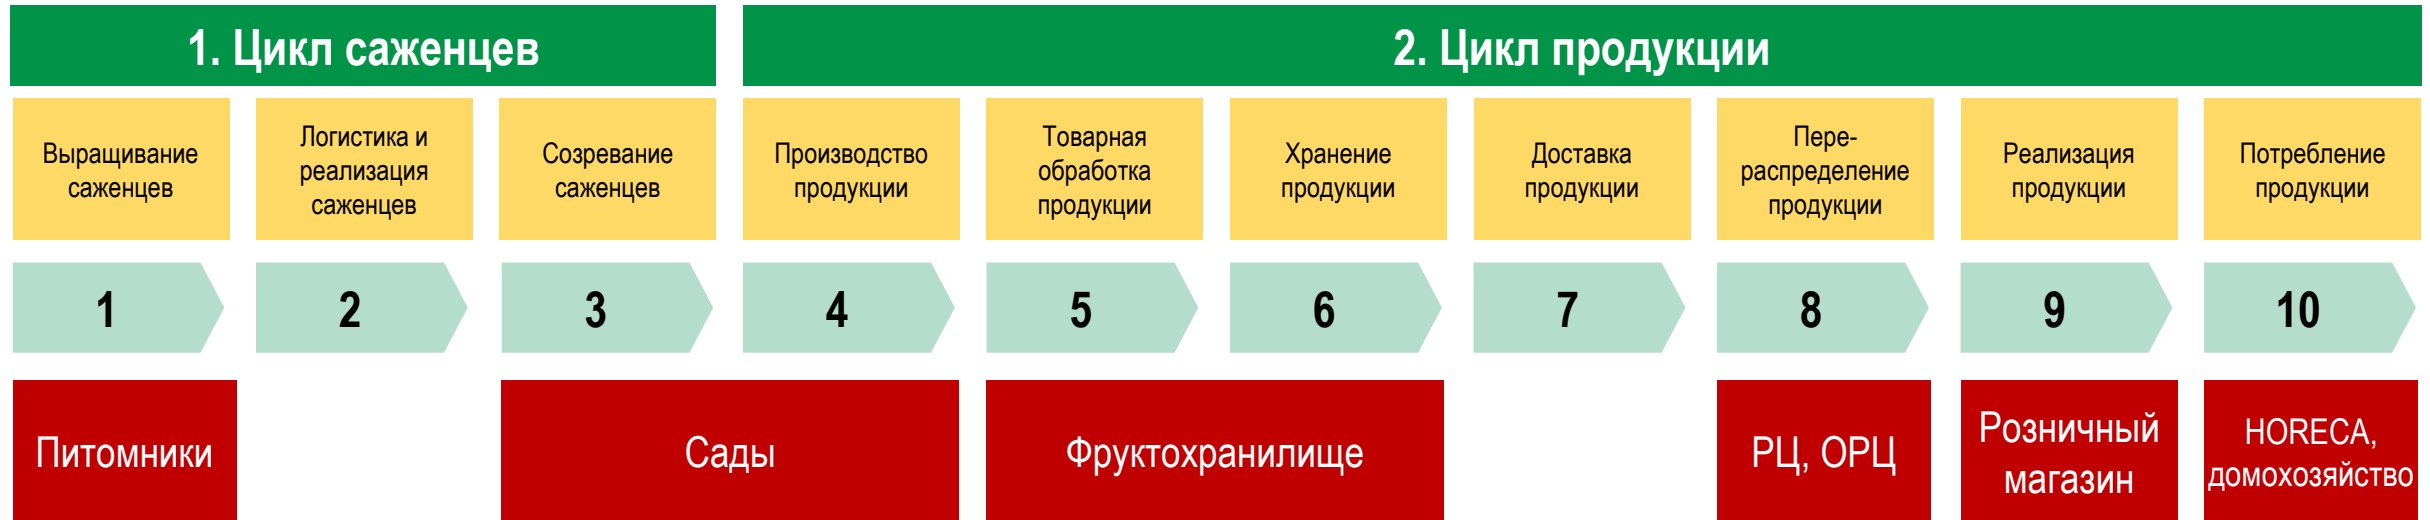 1. Цикл саженцев
2. Цикл продукции
Выращивание
саженцев
Логистика и
реализация
саженцев
Созревание
саженцев
Производство
продукции
Товарная
обработка
продукции
Хранение
продукции
Доставка
продукции
Пере-
распределение
продукции
Реализация
продукции
Потребление
продукции
1
2
3
4
5
6
7
8
9
10
Питомники
Сады
Фруктохранилище
РЦ, ОРЦ
Розничный
магазин
HORECA,
домохозяйство